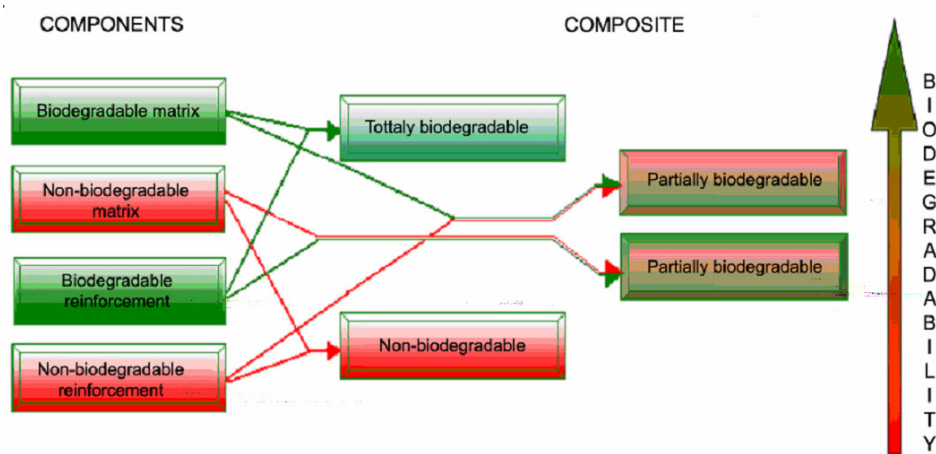 COMPONENTS
COMPOSITE
Biodegradable matrix
Tottaly biodegradable
Non-biodegradable
matrix
Partially biodegradable
Biodegradable
reinforcement
Partially biodegradable
Non-biodegradable
reinforcement
Non-biodegradable
BIODEGRADABILITY